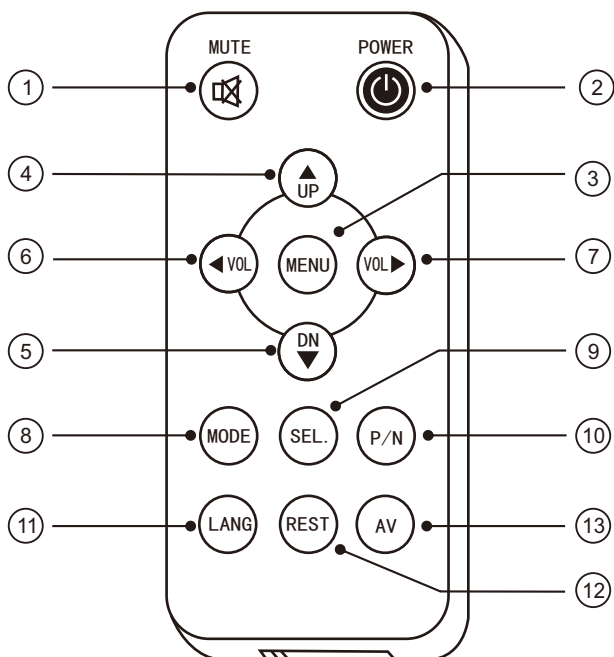 MUTE POWER
1 2
4 UP 3
6 VOL MENU VOL 7
5 DN 9
8 MODE SEL. P/N 10
11 LANG REST AV 13
12